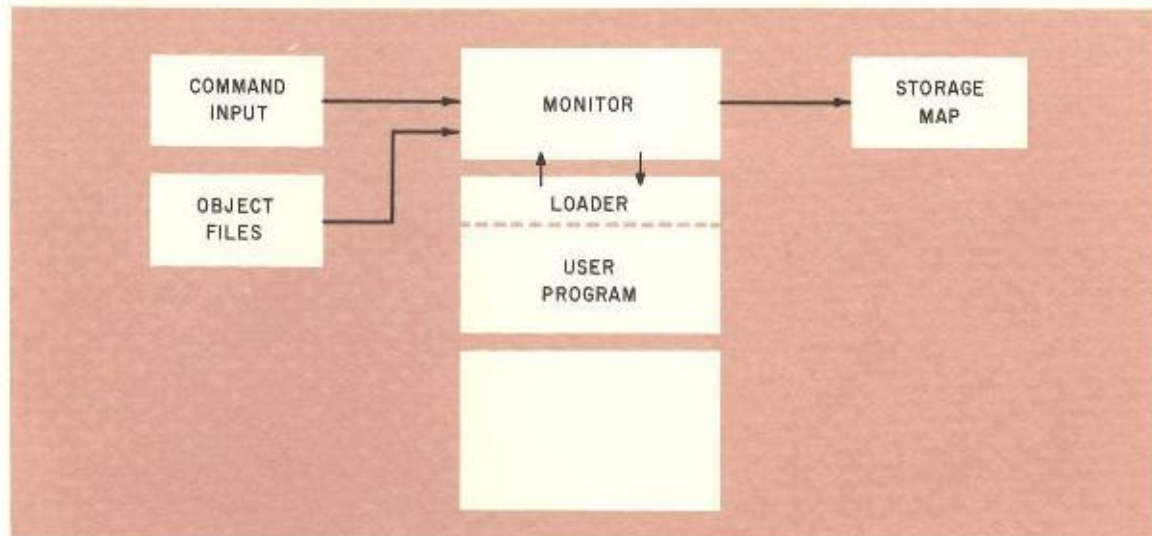 COMMAND
INPUT
MONITOR
STORAGE
MAP
OBJECT
FILES
LOADER
USER
PROGRAM